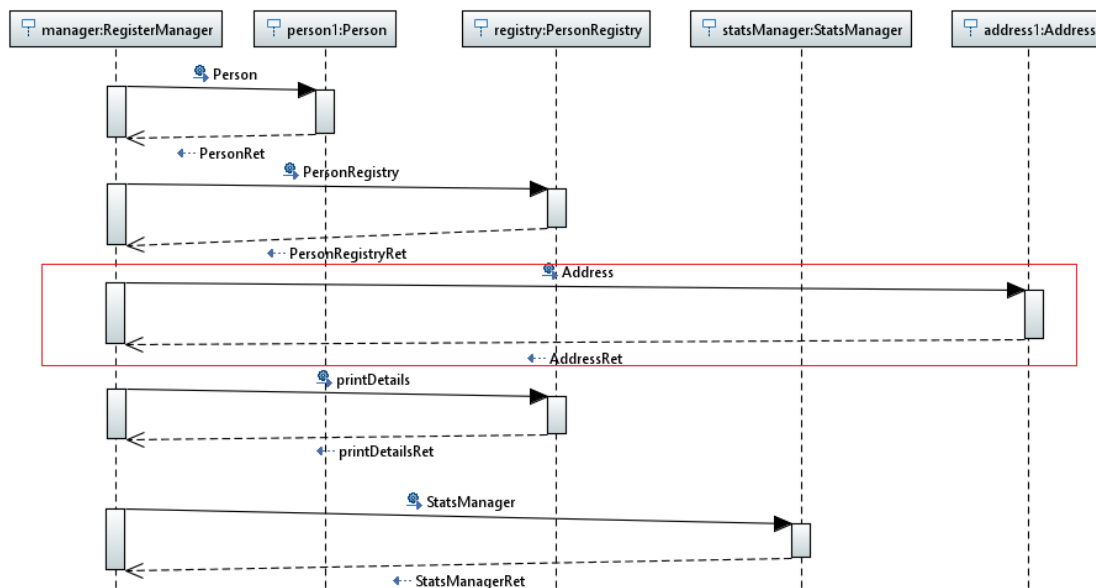 manager:RegisterManager
person1:Person
registry:PersonRegistry
statsManager:StatsManager
address1:Address
Person
PersonRet
PersonRegistry
PersonRegistryRet
Address
AddressRet
printDetails
printDetailsRet
StatsManager
StatsManagerRet